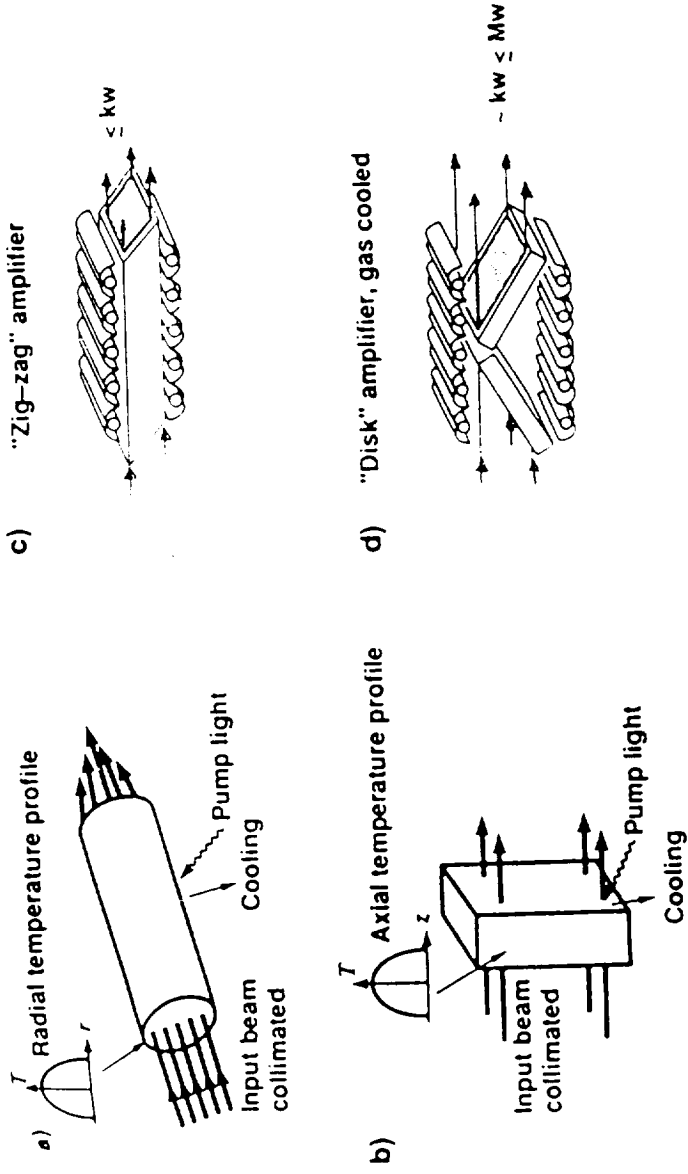 a)
T
r
Radial temperature profile
Input beam
collimated
Pump light
Cooling
b)
T
z
Axial temperature profile
Input beam
collimated
Pump light
Cooling
c)
"Zig–zag" amplifier
≤ kw
d)
"Disk" amplifier, gas cooled
~ kw ≤ Mw